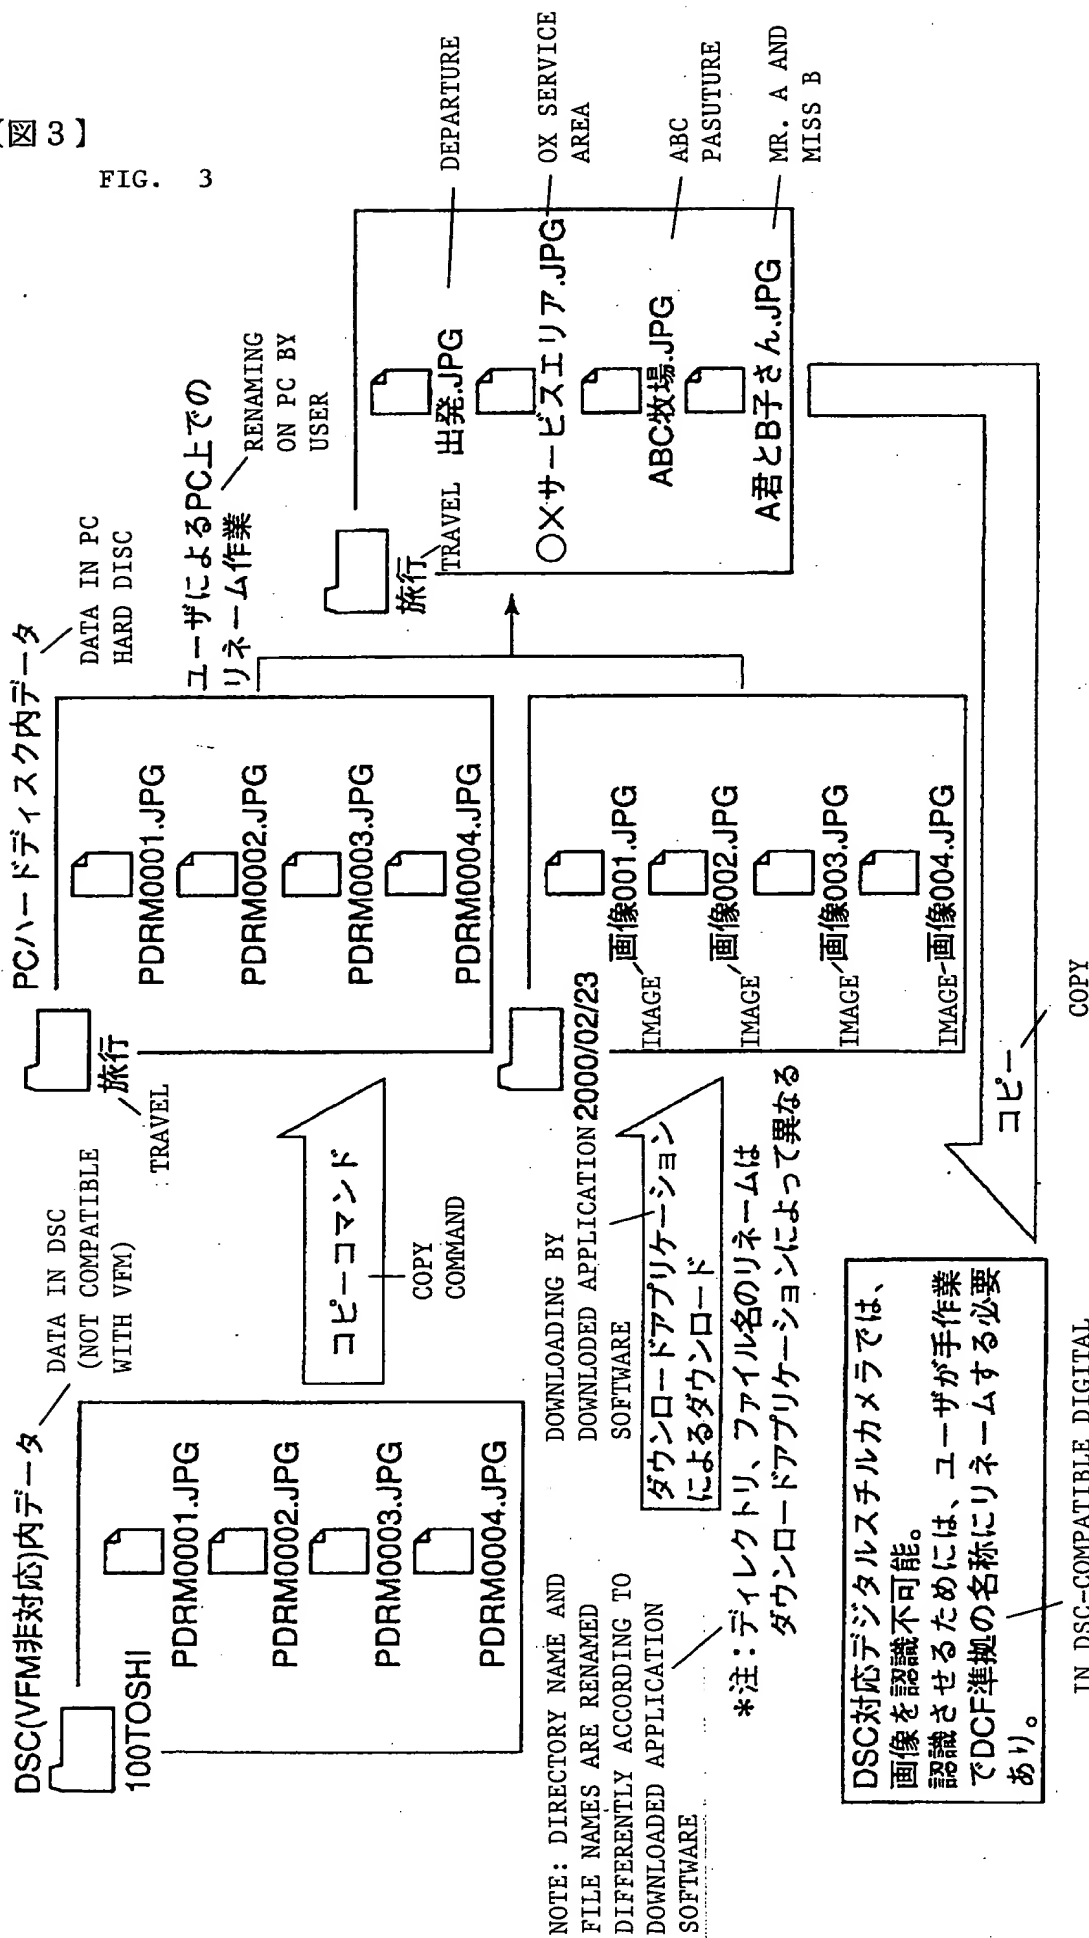 【図3】
FIG. 3
DSC(VFM非対応)内データ
DATA IN DSC
(NOT COMPATIBLE
WITH VFM)
100TOSHI
PDRM0001.JPG
PDRM0002.JPG
PDRM0003.JPG
PDRM0004.JPG
コピーコマンド
COPY
COMMAND
PCハードディスク内データ
DATA IN PC
HARD DISC
旅行
TRAVEL
PDRM0001.JPG
PDRM0002.JPG
PDRM0003.JPG
PDRM0004.JPG
ユーザによるPC上での
リネーム作業
RENAMING
ON PC BY
USER
旅行
TRAVEL
出発.JPG
DEPARTURE
○×サービスエリア.JPG
OX SERVICE
AREA
ABC牧場.JPG
ABC
PASUTURE
A君とB子さん.JPG
MR. A AND
MISS B
DOWNLOADING BY
DOWNLODED APPLICATION
SOFTWARE
ダウンロードアプリケーション
によるダウンロード
2000/02/23
IMAGE 画像001.JPG
IMAGE 画像002.JPG
IMAGE 画像003.JPG
IMAGE 画像004.JPG
NOTE: DIRECTORY NAME AND
FILE NAMES ARE RENAMED
DIFFERENTLY ACCORDING TO
DOWNLOADED APPLICATION
SOFTWARE
*注：ディレクトリ、ファイル名のリネームは
ダウンロードアプリケーションによって異なる
コピー
COPY
DSC対応デジタルスチルカメラでは、
画像を認識不可能。
認識させるためには、ユーザが手作業
でDCF準拠の名称にリネームする必要
あり。
IN DSC-COMPATIBLE DIGITAL